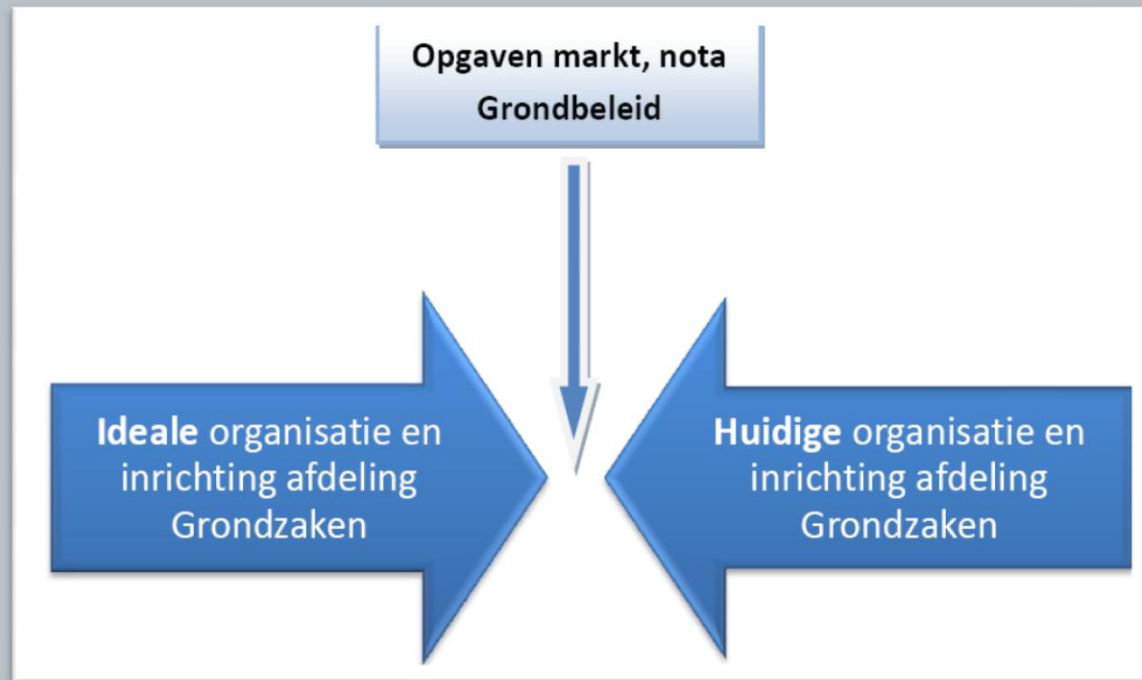 Opgaven markt, nota
Grondbeleid
Ideale organisatie en
inrichting afdeling
Grondzaken
Huidige organisatie en
inrichting afdeling
Grondzaken